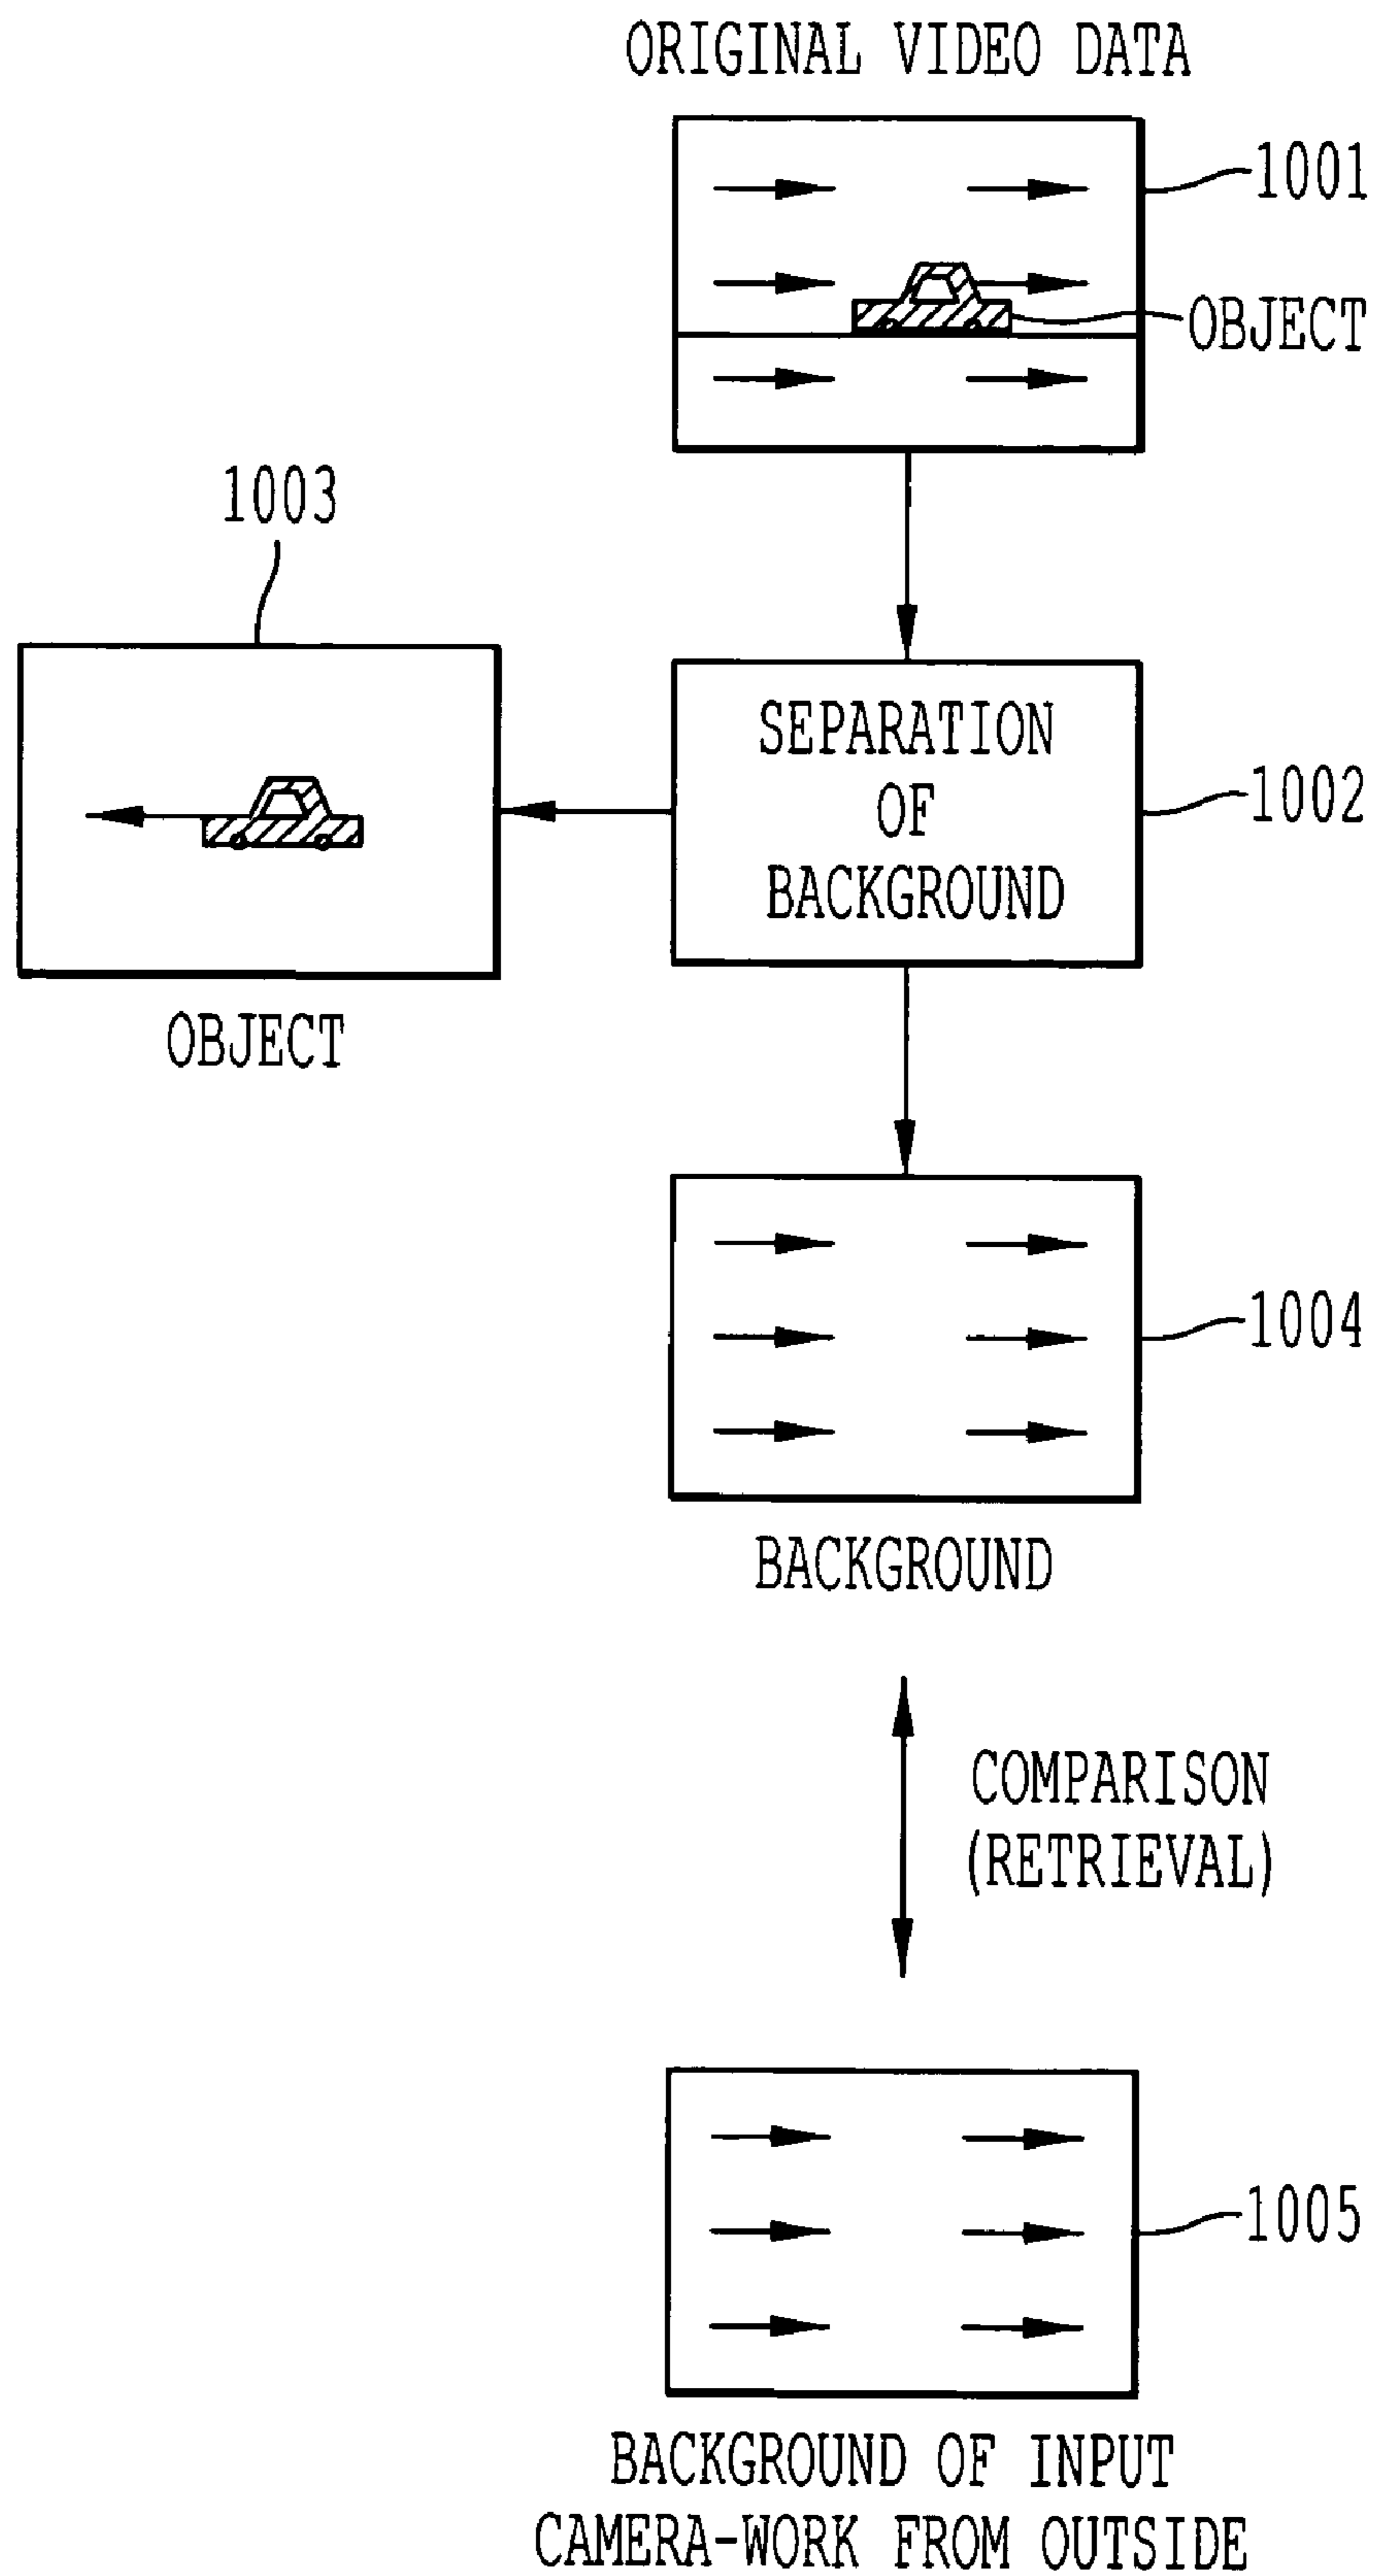 ORIGINAL VIDEO DATA
1001
OBJECT
1003
SEPARATION
OF
BACKGROUND
1002
OBJECT
1004
BACKGROUND
COMPARISON
(RETRIEVAL)
1005
BACKGROUND OF INPUT
CAMERA-WORK FROM OUTSIDE